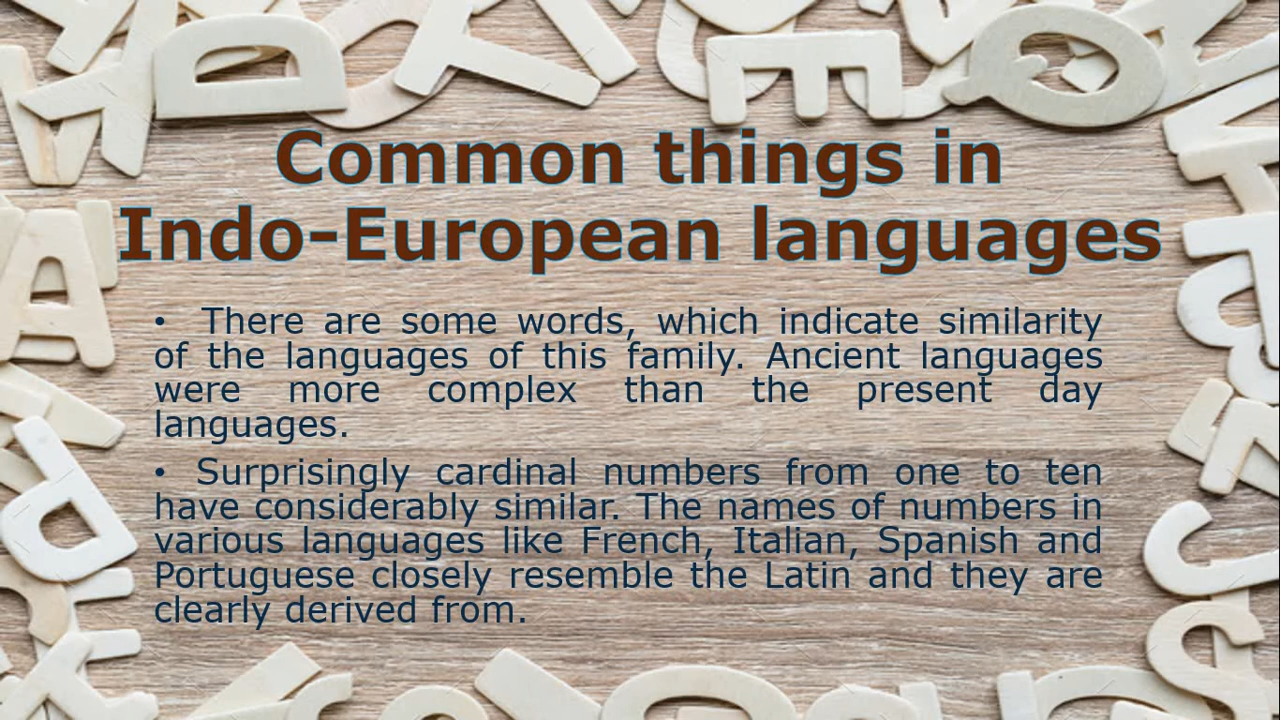 Common things in
Indo-European languages
• There are some words, which indicate similarity
of the languages of this family. Ancient languages
were more complex than the present day
languages.
• Surprisingly cardinal numbers from one to ten
have considerably similar. The names of numbers in
various languages like French, Italian, Spanish and
Portuguese closely resemble the Latin and they are
clearly derived from.